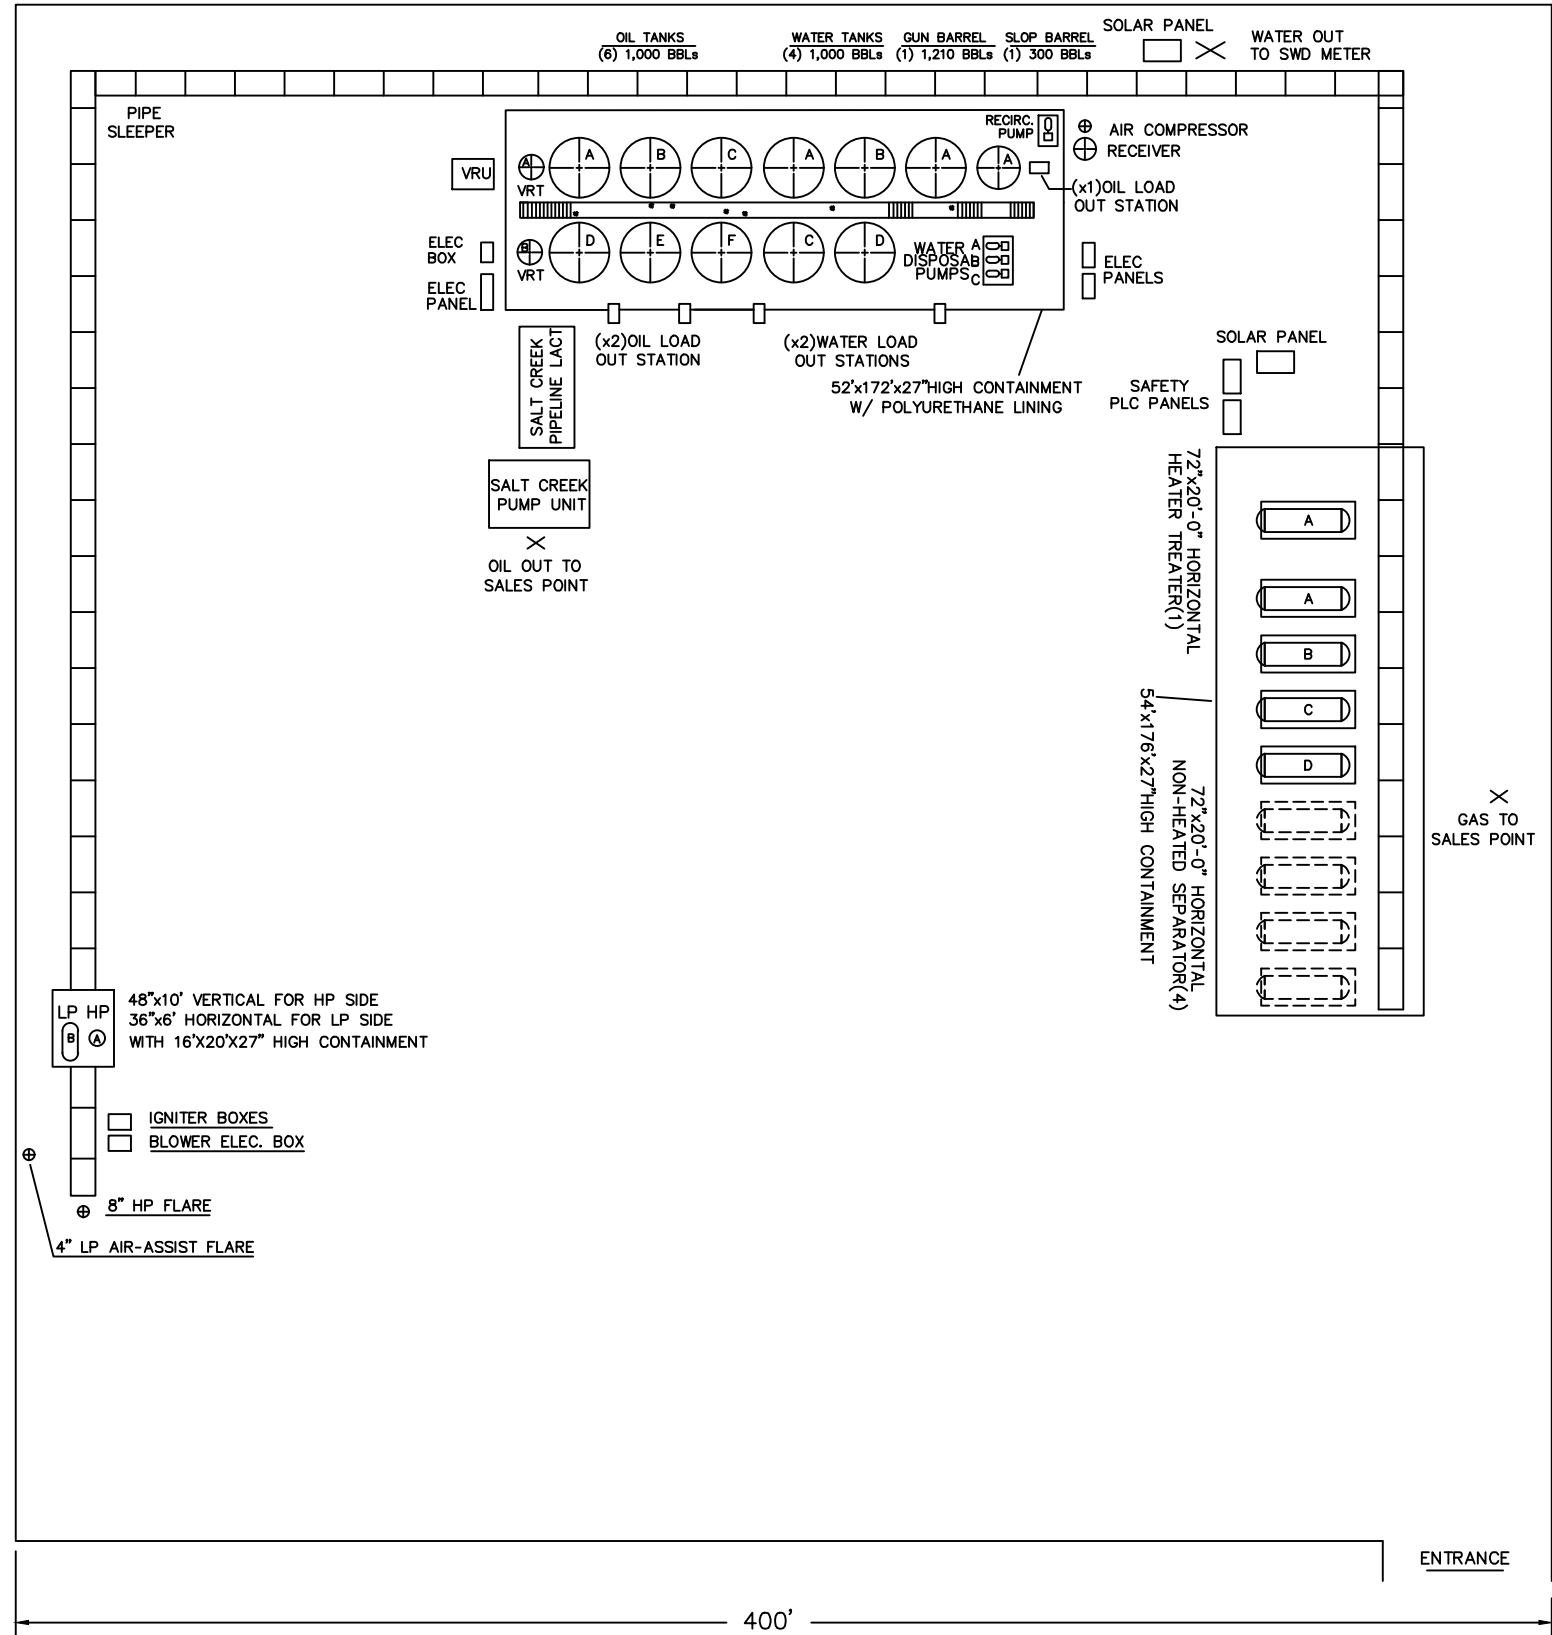 OIL TANKS
(6) 1,000 BBLs
WATER TANKS
(4) 1,000 BBLs
GUN BARREL
(1) 1,210 BBLs
SLOP BARREL
(1) 300 BBLs
SOLAR PANEL
WATER OUT
TO SWD METER
PIPE
SLEEPER
RECIRC.
PUMP
AIR COMPRESSOR
RECEIVER
VRU
A
VRT
A
B
C
A
B
A
A
(x1)OIL LOAD
OUT STATION
ELEC
BOX
B
VRT
D
E
F
C
D
WATER
DISPOSAL
PUMPS
A
B
C
ELEC
PANELS
ELEC
PANEL
(x2)OIL LOAD
OUT STATION
(x2)WATER LOAD
OUT STATIONS
SALT CREEK
PIPELINE LACT
52'x172'x27"HIGH CONTAINMENT
W/ POLYURETHANE LINING
SOLAR PANEL
SAFETY
PLC PANELS
SALT CREEK
PUMP UNIT
OIL OUT TO
SALES POINT
72"x20'-0" HORIZONTAL
HEATER TREATER(1)
A
A
B
C
D
54'x176'x27"HIGH CONTAINMENT
72"x20'-0" HORIZONTAL
NON-HEATED SEPARATOR(4)
GAS TO
SALES POINT
LP HP
B
A
48"x10' VERTICAL FOR HP SIDE
36"x6' HORIZONTAL FOR LP SIDE
WITH 16'X20'X27" HIGH CONTAINMENT
IGNITER BOXES
BLOWER ELEC. BOX
8" HP FLARE
4" LP AIR-ASSIST FLARE
ENTRANCE
400'